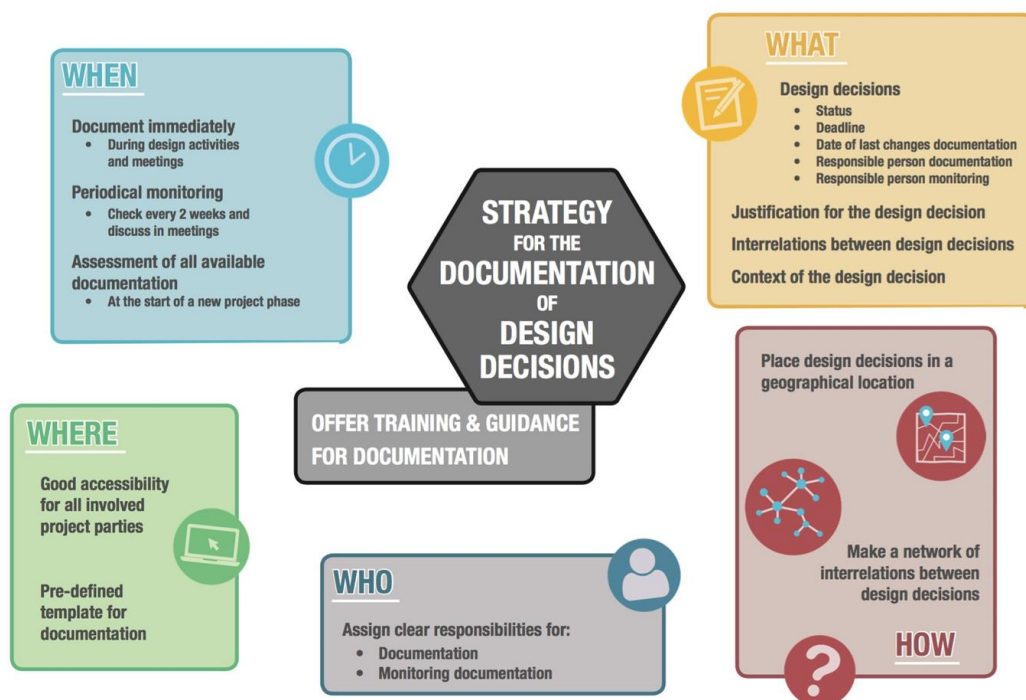 WHEN
Document immediately
• During design activities
and meetings
Periodical monitoring
• Check every 2 weeks and
discuss in meetings
Assessment of all available
documentation
• At the start of a new project phase
WHAT
Design decisions
• Status
• Deadline
• Date of last changes documentation
• Responsible person documentation
• Responsible person monitoring
Justification for the design decision
Interrelations between design decisions
Context of the design decision
STRATEGY
FOR THE
DOCUMENTATION
OF
DESIGN
DECISIONS
OFFER TRAINING & GUIDANCE
FOR DOCUMENTATION
WHERE
Good accessibility
for all involved
project parties
Pre-defined
template for
documentation
WHO
Assign clear responsibilities for:
• Documentation
• Monitoring documentation
Place design decisions in a
geographical location
Make a network of
interrelations between
design decisions
HOW
?